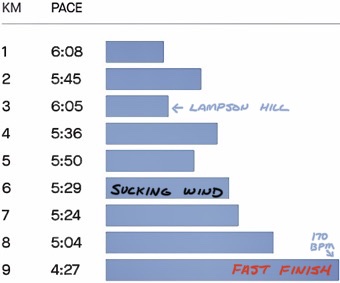 KM PACE
1 6:08
2 5:45
3 6:05 ← LAMPSON HILL
4 5:36
5 5:50
6 5:29 SUCKING WIND
7 5:24
8 5:04
170
BPM
9 4:27 FAST FINISH